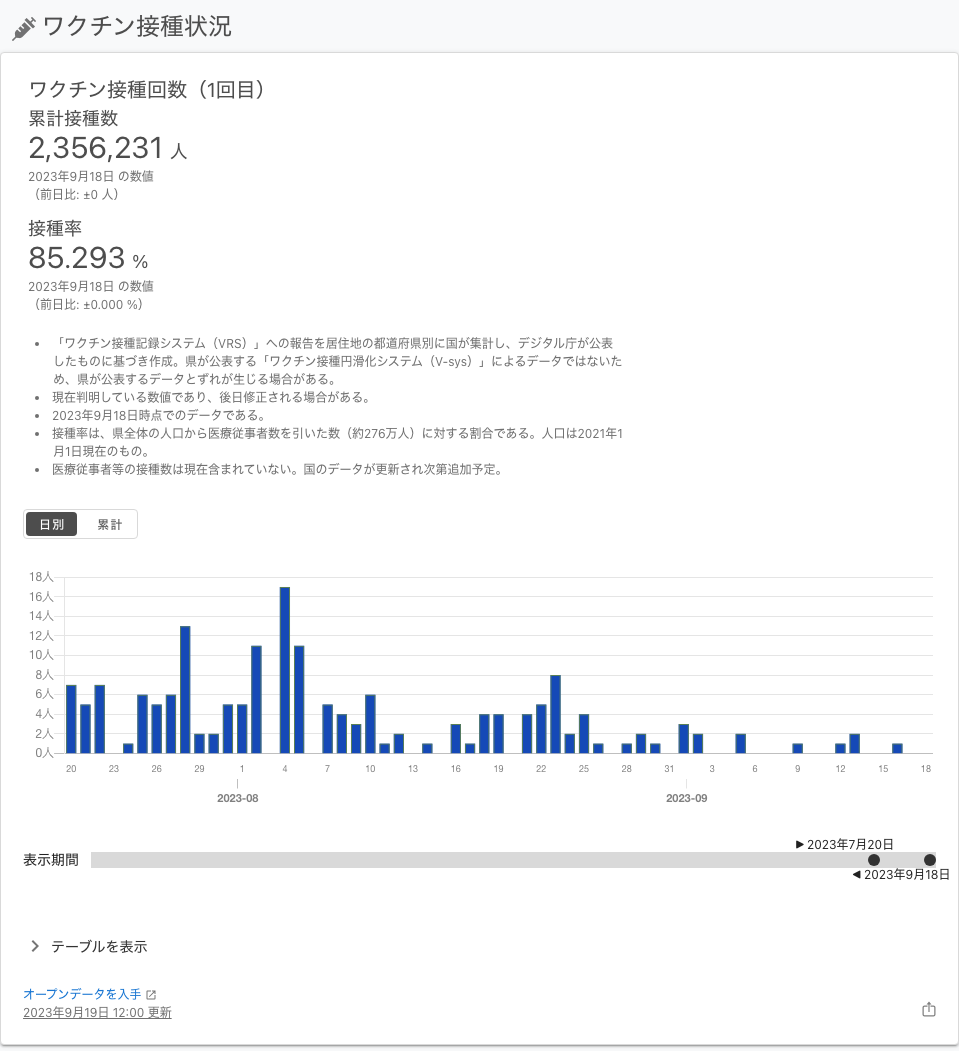 ワクチン接種状況
ワクチン接種回数（1回目）
累計接種数
2,356,231 人
2023年9月18日 の数値
（前日比: ±0 人）
接種率
85.293 %
2023年9月18日 の数値
（前日比: ±0.000 %）
• 「ワクチン接種記録システム（VRS）」への報告を居住地の都道府県別に国が集計し、デジタル庁が公表
したものに基づき作成。県が公表する「ワクチン接種円滑化システム（V-sys）」によるデータではないた
め、県が公表するデータとずれが生じる場合がある。
• 現在判明している数値であり、後日修正される場合がある。
• 2023年9月18日時点でのデータである。
• 接種率は、県全体の人口から医療従事者数を引いた数（約276万人）に対する割合である。人口は2021年1
月1日現在のもの。
• 医療従事者等の接種数は現在含まれていない。国のデータが更新され次第追加予定。
日別 累計
18人
16人
14人
12人
10人
8人
6人
4人
2人
0人
20 23 26 29 1 4 7 10 13 16 19 22 25 28 31 3 6 9 12 15 18
2023-08 2023-09
2023年7月20日
表示期間
2023年9月18日
テーブルを表示
オープンデータを入手
2023年9月19日 12:00 更新